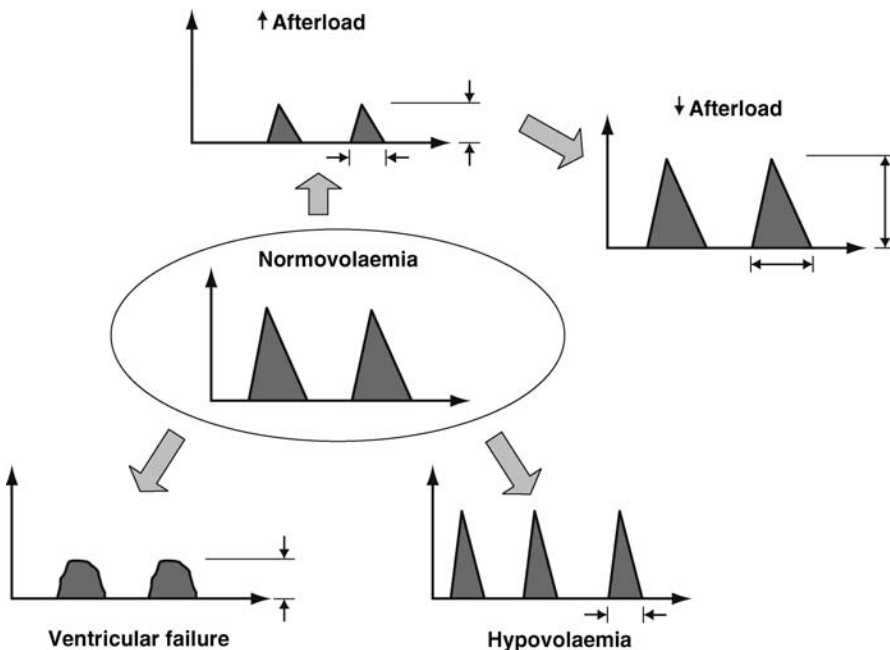 ↑ Afterload
↓ Afterload
Normovolaemia
Ventricular failure
Hypovolaemia